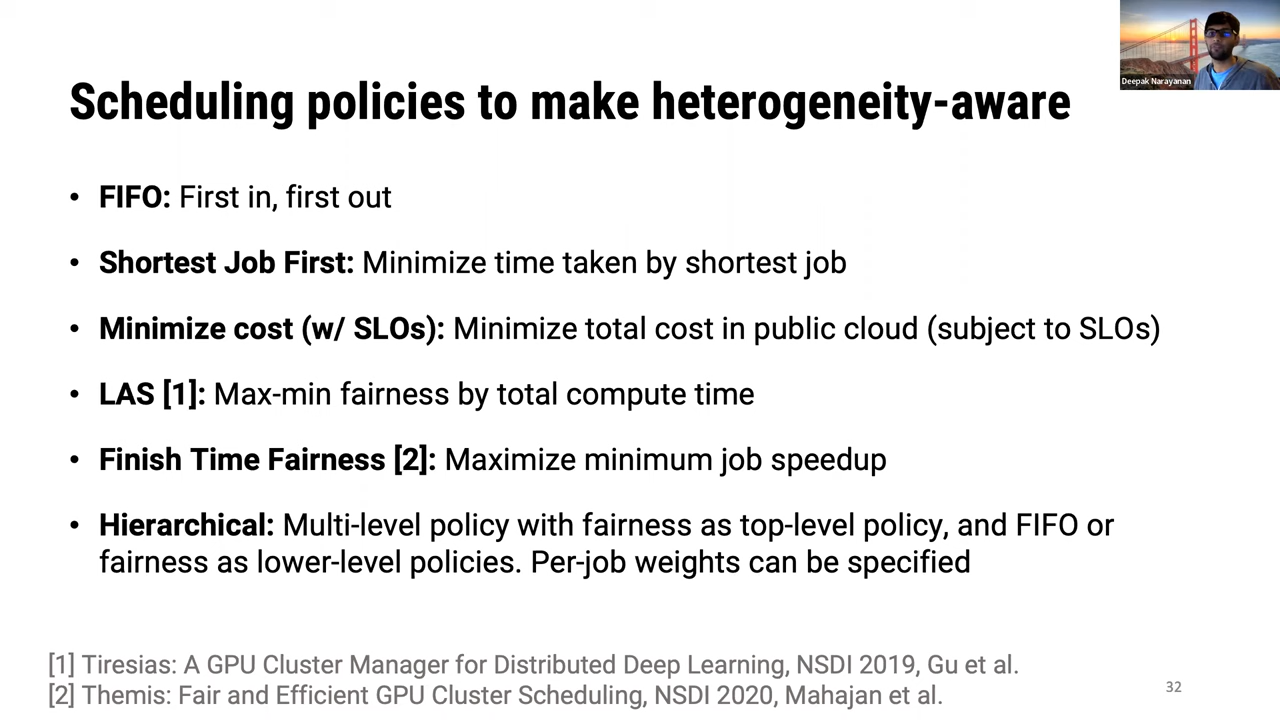 Deepak Narayanan
Scheduling policies to make heterogeneity-aware
• FIFO: First in, first out
• Shortest Job First: Minimize time taken by shortest job
• Minimize cost (w/ SLOs): Minimize total cost in public cloud (subject to SLOs)
• LAS [1]: Max-min fairness by total compute time
• Finish Time Fairness [2]: Maximize minimum job speedup
• Hierarchical: Multi-level policy with fairness as top-level policy, and FIFO or
fairness as lower-level policies. Per-job weights can be specified
[1] Tiresias: A GPU Cluster Manager for Distributed Deep Learning, NSDI 2019, Gu et al.
[2] Themis: Fair and Efficient GPU Cluster Scheduling, NSDI 2020, Mahajan et al.
32